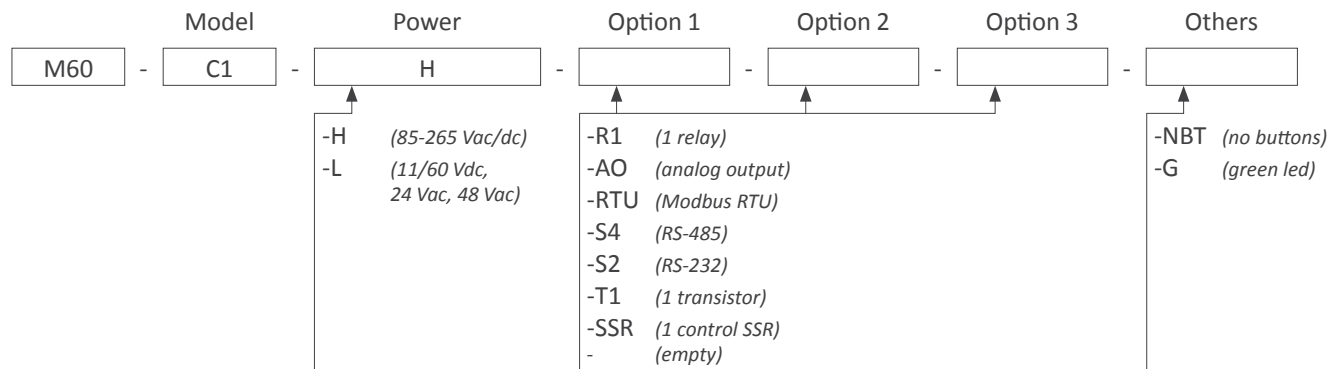 Model Power Option 1 Option 2 Option 3 Others
M60 - C1 - H - - - -
-H (85-265 Vac/dc)
-L (11/60 Vdc,
24 Vac, 48 Vac)
-R1 (1 relay)
-AO (analog output)
-RTU (Modbus RTU)
-S4 (RS-485)
-S2 (RS-232)
-T1 (1 transistor)
-SSR (1 control SSR)
- (empty)
-NBT (no buttons)
-G (green led)